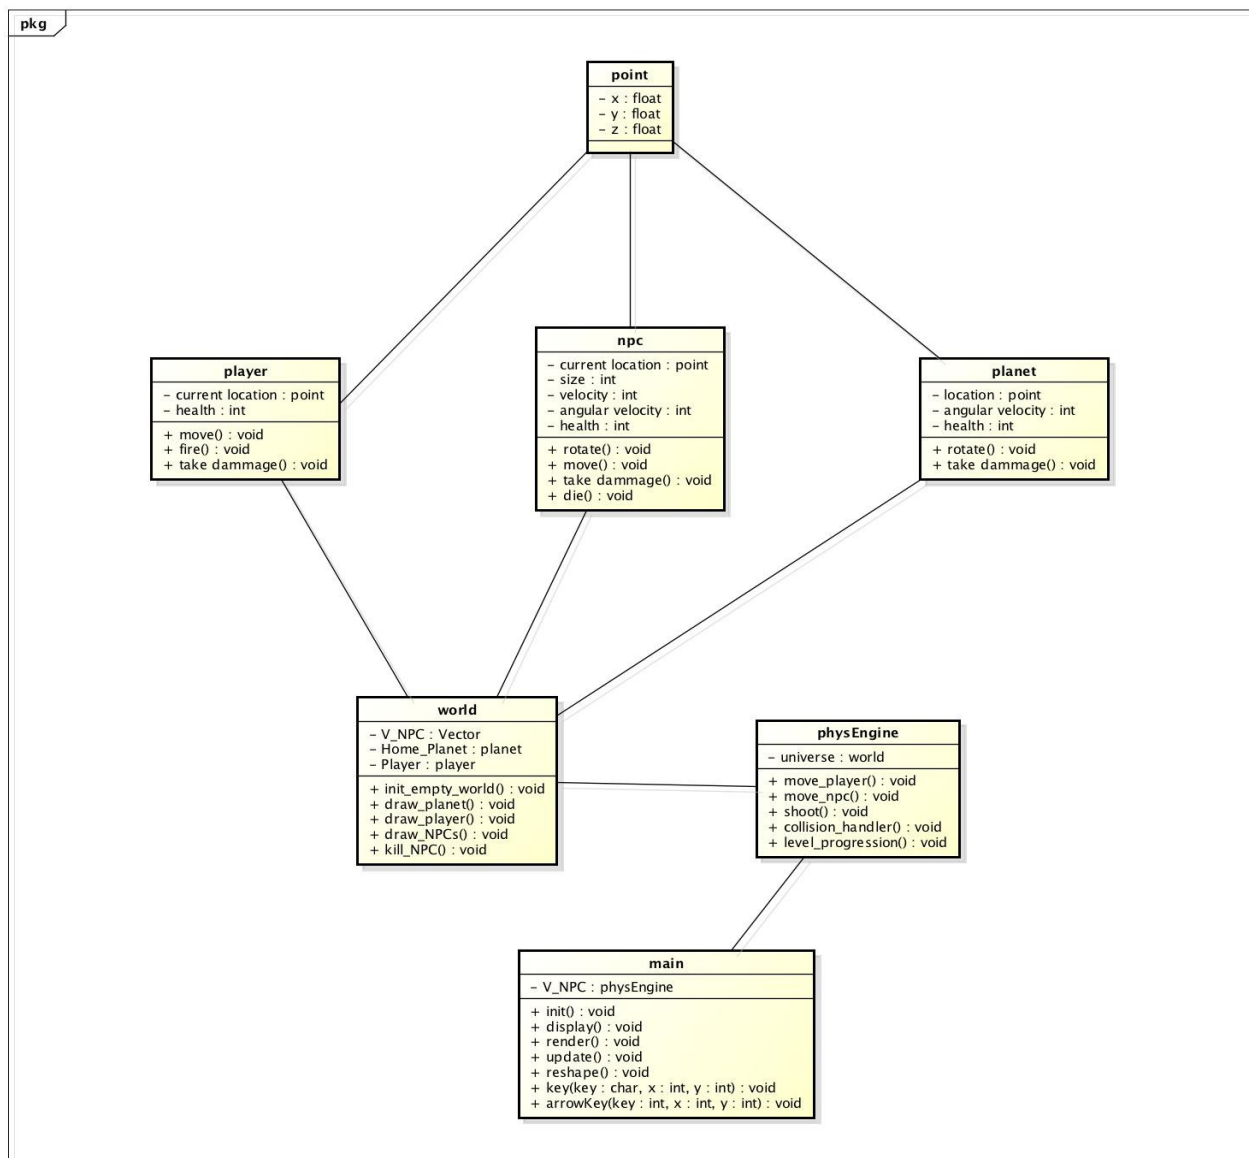 pkg
point
- x : float
- y : float
- z : float
player
- current location : point
- health : int
+ move() : void
+ fire() : void
+ take dammage() : void
npc
- current location : point
- size : int
- velocity : int
- angular velocity : int
- health : int
+ rotate() : void
+ move() : void
+ take dammage() : void
+ die() : void
planet
- location : point
- angular velocity : int
- health : int
+ rotate() : void
+ take dammage() : void
world
- V_NPC : Vector
- Home_Planet : planet
- Player : player
+ init_empty_world() : void
+ draw_planet() : void
+ draw_player() : void
+ draw_NPCs() : void
+ kill_NPC() : void
physEngine
- universe : world
+ move_player() : void
+ move_npc() : void
+ shoot() : void
+ collision_handler() : void
+ level_progression() : void
main
- V_NPC : physEngine
+ init() : void
+ display() : void
+ render() : void
+ update() : void
+ reshape() : void
+ key(key : char, x : int, y : int) : void
+ arrowKey(key : int, x : int, y : int) : void